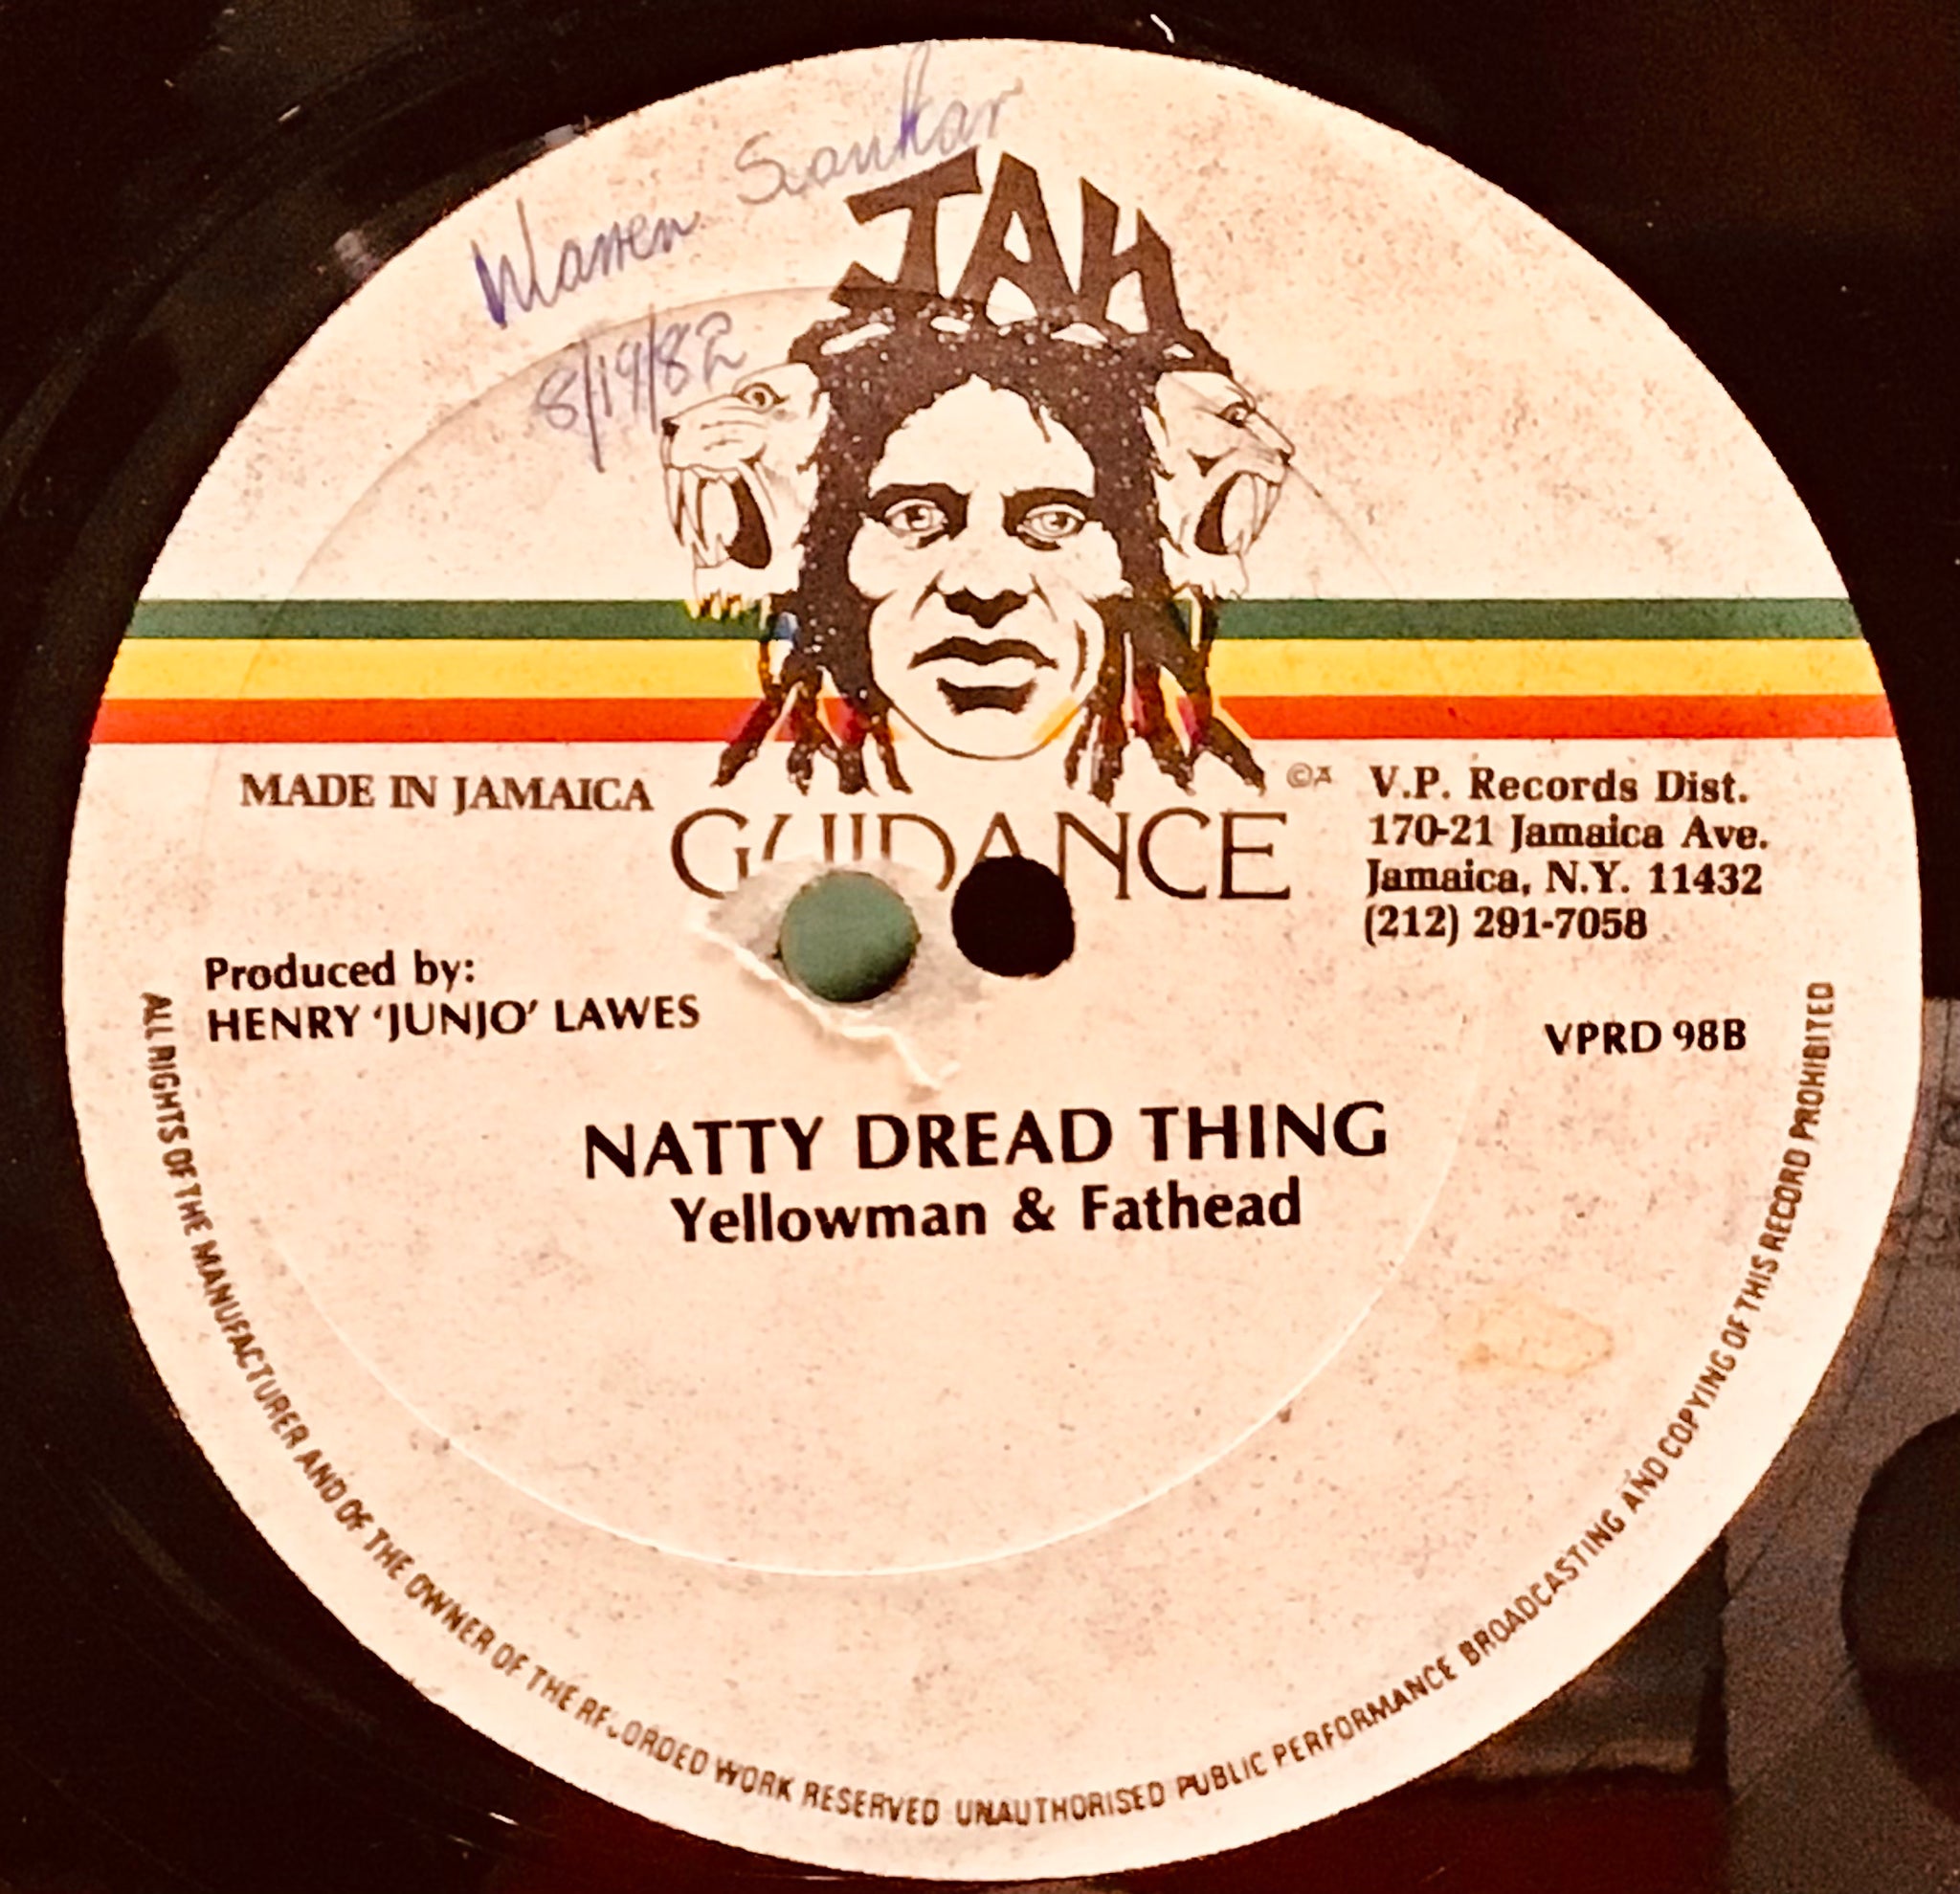 Warren Sankar
8/19/82
JAH
GUIDANCE
MADE IN JAMAICA
V.P. Records Dist.
170-21 Jamaica Ave.
Jamaica, N.Y. 11432
(212) 291-7058
Produced by:
HENRY ‘JUNJO’ LAWES
VPRD 98B
NATTY DREAD THING
Yellowman & Fathead
ALL RIGHTS OF THE MANUFACTURER AND OF THE OWNER OF THE RECORDED WORK RESERVED UNAUTHORISED PUBLIC PERFORMANCE BROADCASTING AND COPYING OF THIS RECORD PROHIBITED